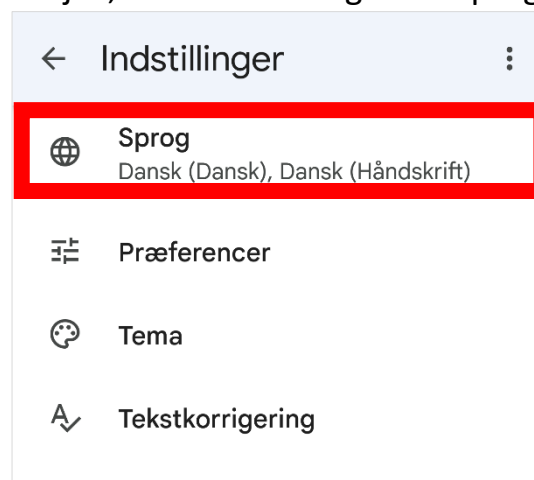 Indstillinger
Sprog
Dansk (Dansk), Dansk (Håndskrift)
Præferencer
Tema
Tekstkorrigering